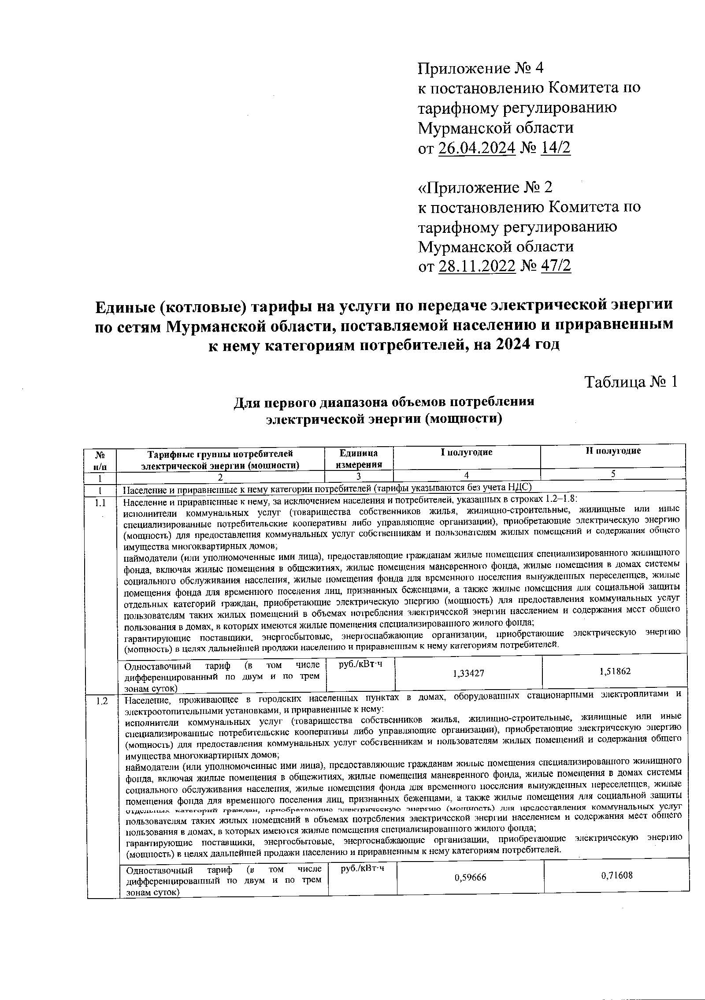 Приложение № 4
к постановлению Комитета по
тарифному регулированию
Мурманской области
от 26.04.2024 № 14/2
«Приложение № 2
к постановлению Комитета по
тарифному регулированию
Мурманской области
от 28.11.2022 № 47/2
Единые (котловые) тарифы на услуги по передаче электрической энергии
по сетям Мурманской области, поставляемой населению и приравненным
к нему категориям потребителей, на 2024 год
Таблица № 1
Для первого диапазона объемов потребления
электрической энергии (мощности)
№ п/п
Тарифные группы потребителей
электрической энергии (мощности)
Единица
измерения
I полугодие
II полугодие
1 2 3 4 5
1 Население и приравненные к нему категории потребителей (тарифы указываются без учета НДС)
1.1 Население и приравненные к нему, за исключением населения и потребителей, указанных в строках 1.2–1.8:
исполнители коммунальных услуг (товарищества собственников жилья, жилищно-строительные, жилищные или иные
специализированные потребительские кооперативы либо управляющие организации), приобретающие электрическую энергию
(мощность) для предоставления коммунальных услуг собственникам и пользователям жилых помещений и содержания общего
имущества многоквартирных домов;
наймодатели (или уполномоченные ими лица), предоставляющие гражданам жилые помещения специализированного жилищного
фонда, включая жилые помещения в общежитиях, жилые помещения маневренного фонда, жилые помещения в домах системы
социального обслуживания населения, жилые помещения фонда для временного поселения вынужденных переселенцев, жилые
помещения фонда для временного поселения лиц, признанных беженцами, а также жилые помещения для социальной защиты
отдельных категорий граждан, приобретающие электрическую энергию (мощность) для предоставления коммунальных услуг
пользователям таких жилых помещений в объемах потребления электрической энергии населением и содержания мест общего
пользования в домах, в которых имеются жилые помещения специализированного жилого фонда;
гарантирующие поставщики, энергосбытовые, энергоснабжающие организации, приобретающие электрическую энергию
(мощность) в целях дальнейшей продажи населению и приравненным к нему категориям потребителей.
Одноставочный тариф (в том числе
дифференцированный по двум и по трем
зонам суток)
руб./кВт·ч
1,33427
1,51862
1.2 Население, проживающее в городских населенных пунктах в домах, оборудованных стационарными электроплитами и
электроотопительными установками, и приравненные к нему:
исполнители коммунальных услуг (товарищества собственников жилья, жилищно-строительные, жилищные или иные
специализированные потребительские кооперативы либо управляющие организации), приобретающие электрическую энергию
(мощность) для предоставления коммунальных услуг собственникам и пользователям жилых помещений и содержания общего
имущества многоквартирных домов;
наймодатели (или уполномоченные ими лица), предоставляющие гражданам жилые помещения специализированного жилищного
фонда, включая жилые помещения в общежитиях, жилые помещения маневренного фонда, жилые помещения в домах системы
социального обслуживания населения, жилые помещения фонда для временного поселения вынужденных переселенцев, жилые
помещения фонда для временного поселения лиц, признанных беженцами, а также жилые помещения для социальной защиты
отдельных категорий граждан, приобретающие электрическую энергию (мощность) для предоставления коммунальных услуг
пользователям таких жилых помещений в объемах потребления электрической энергии населением и содержания мест общего
пользования в домах, в которых имеются жилые помещения специализированного жилого фонда;
гарантирующие поставщики, энергосбытовые, энергоснабжающие организации, приобретающие электрическую энергию
(мощность) в целях дальнейшей продажи населению и приравненным к нему категориям потребителей.
Одноставочный тариф (в том числе
дифференцированный по двум и по трем
зонам суток)
руб./кВт·ч
0,59666
0,71608